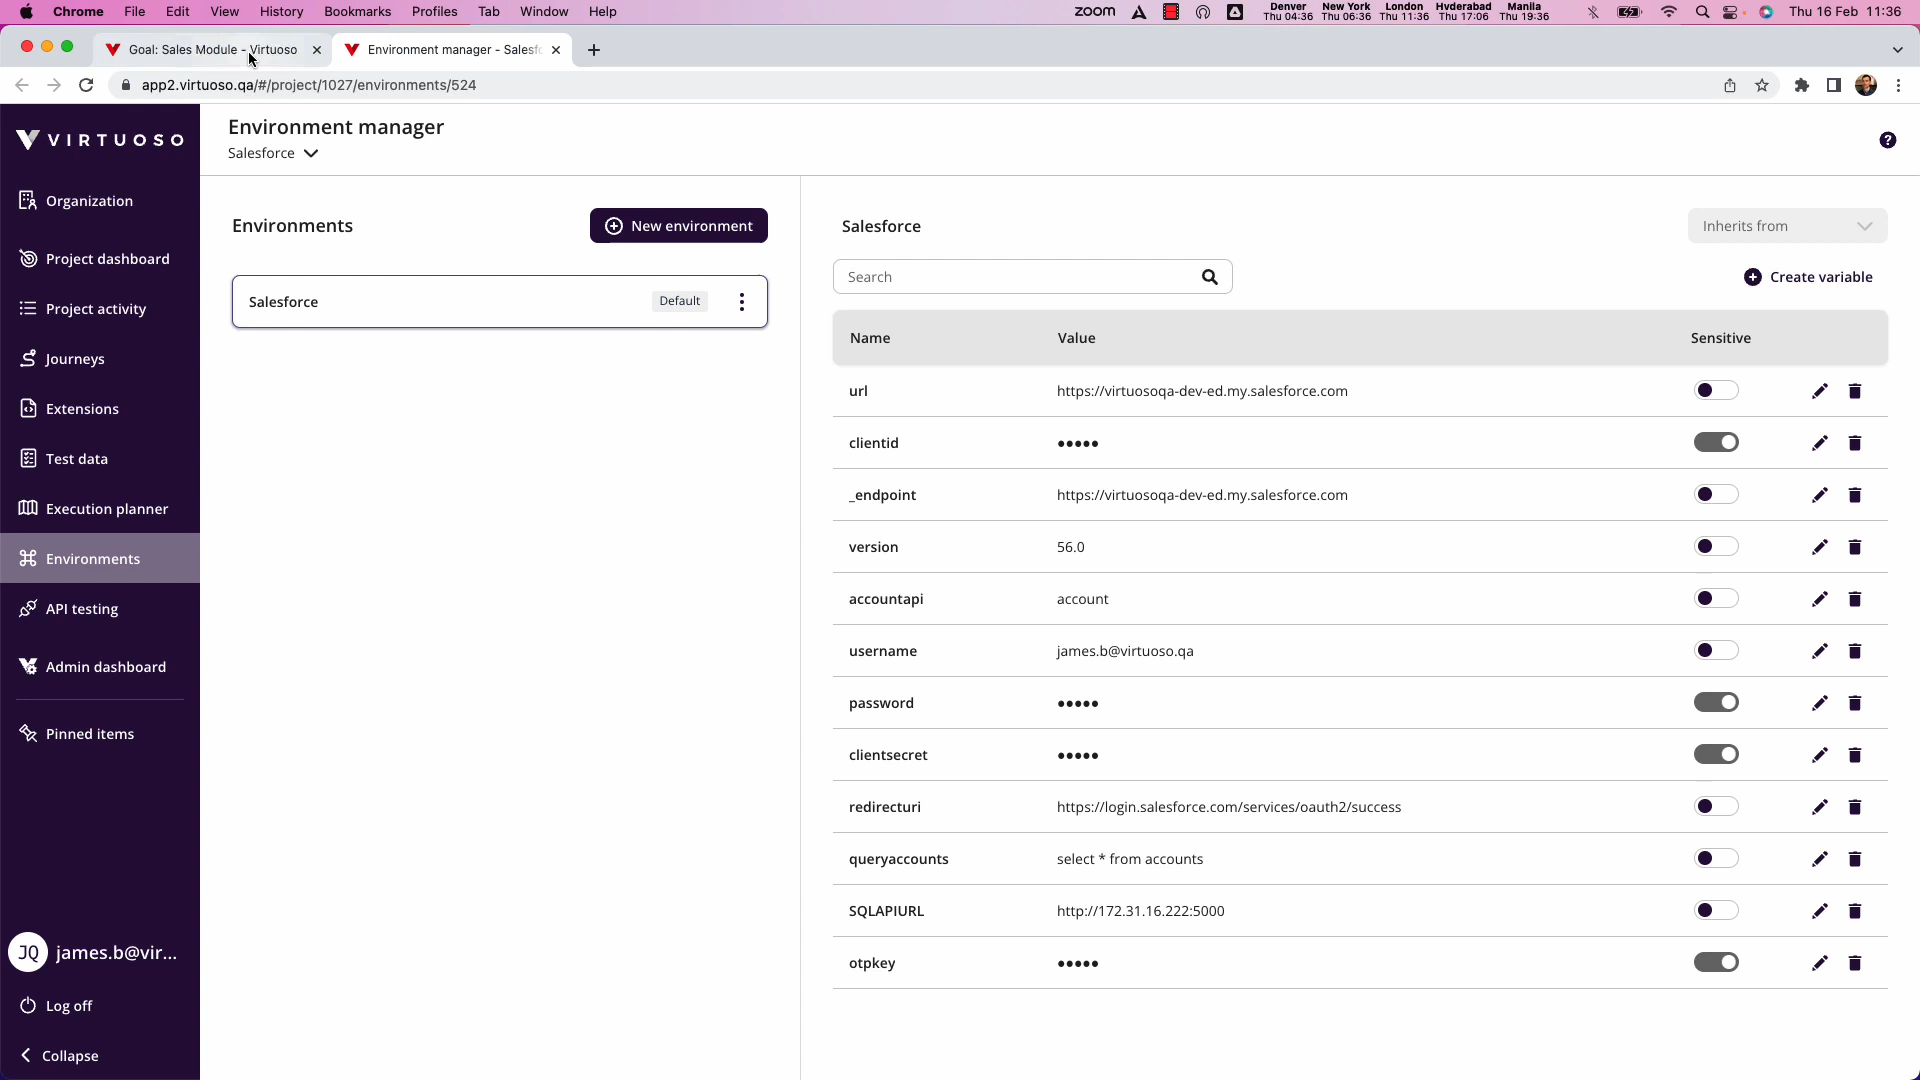 Chrome File Edit View History Bookmarks Profiles Tab Window Help
zoom
Denver Thu 04:36
New York Thu 06:36
London Thu 11:36
Hyderabad Thu 17:06
Manila Thu 19:36
Thu 16 Feb 11:36
Goal: Sales Module - Virtuoso
Environment manager - Salesfo
app2.virtuoso.qa/#/project/1027/environments/524
VIRTUOSO
Organization
Project dashboard
Project activity
Journeys
Extensions
Test data
Execution planner
Environments
API testing
Admin dashboard
Pinned items
JQ james.b@vir...
Log off
Collapse
Environment manager
Salesforce
?
Environments
New environment
Salesforce Default
Salesforce
Inherits from
Search
Create variable
Name Value Sensitive
url https://virtuosoqa-dev-ed.my.salesforce.com
clientid •••••
_endpoint https://virtuosoqa-dev-ed.my.salesforce.com
version 56.0
accountapi account
username james.b@virtuoso.qa
password •••••
clientsecret •••••
redirecturi https://login.salesforce.com/services/oauth2/success
queryaccounts select * from accounts
SQLAPIURL http://172.31.16.222:5000
otpkey •••••